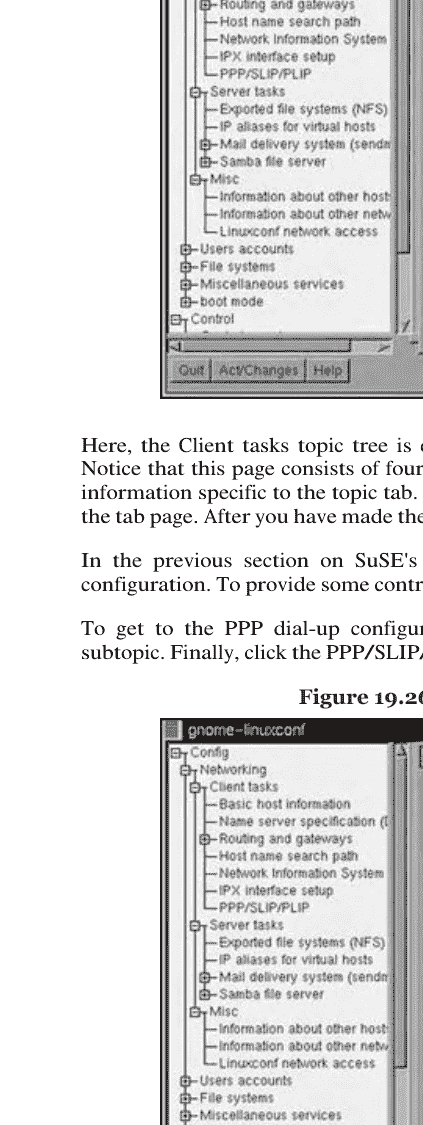 Routing and gateways
Host name search path
Network Information System
IPX interface setup
PPP/SLIP/PLIP
Server tasks
Exported file systems (NFS)
IP aliases for virtual hosts
Mail delivery system (sendm
Samba file server
Misc
Information about other host
Information about other netw
Linuxconf network access
Users accounts
File systems
Miscellaneous services
boot mode
Control
Quit Act/Changes Help
Here, the Client tasks topic tree is
Notice that this page consists of four
information specific to the topic tab.
the tab page. After you have made the
In the previous section on SuSE's
configuration. To provide some contr
To get to the PPP dial-up configur
subtopic. Finally, click the PPP/SLIP/
Figure 19.26
gnome-linuxconf
Config
Networking
Client tasks
Basic host information
Name server specification (D
Routing and gateways
Host name search path
Network Information System
IPX interface setup
PPP/SLIP/PLIP
Server tasks
Exported file systems (NFS)
IP aliases for virtual hosts
Mail delivery system (sendm
Samba file server
Misc
Information about other host
Information about other netw
Linuxconf network access
Users accounts
File systems
Miscellaneous services